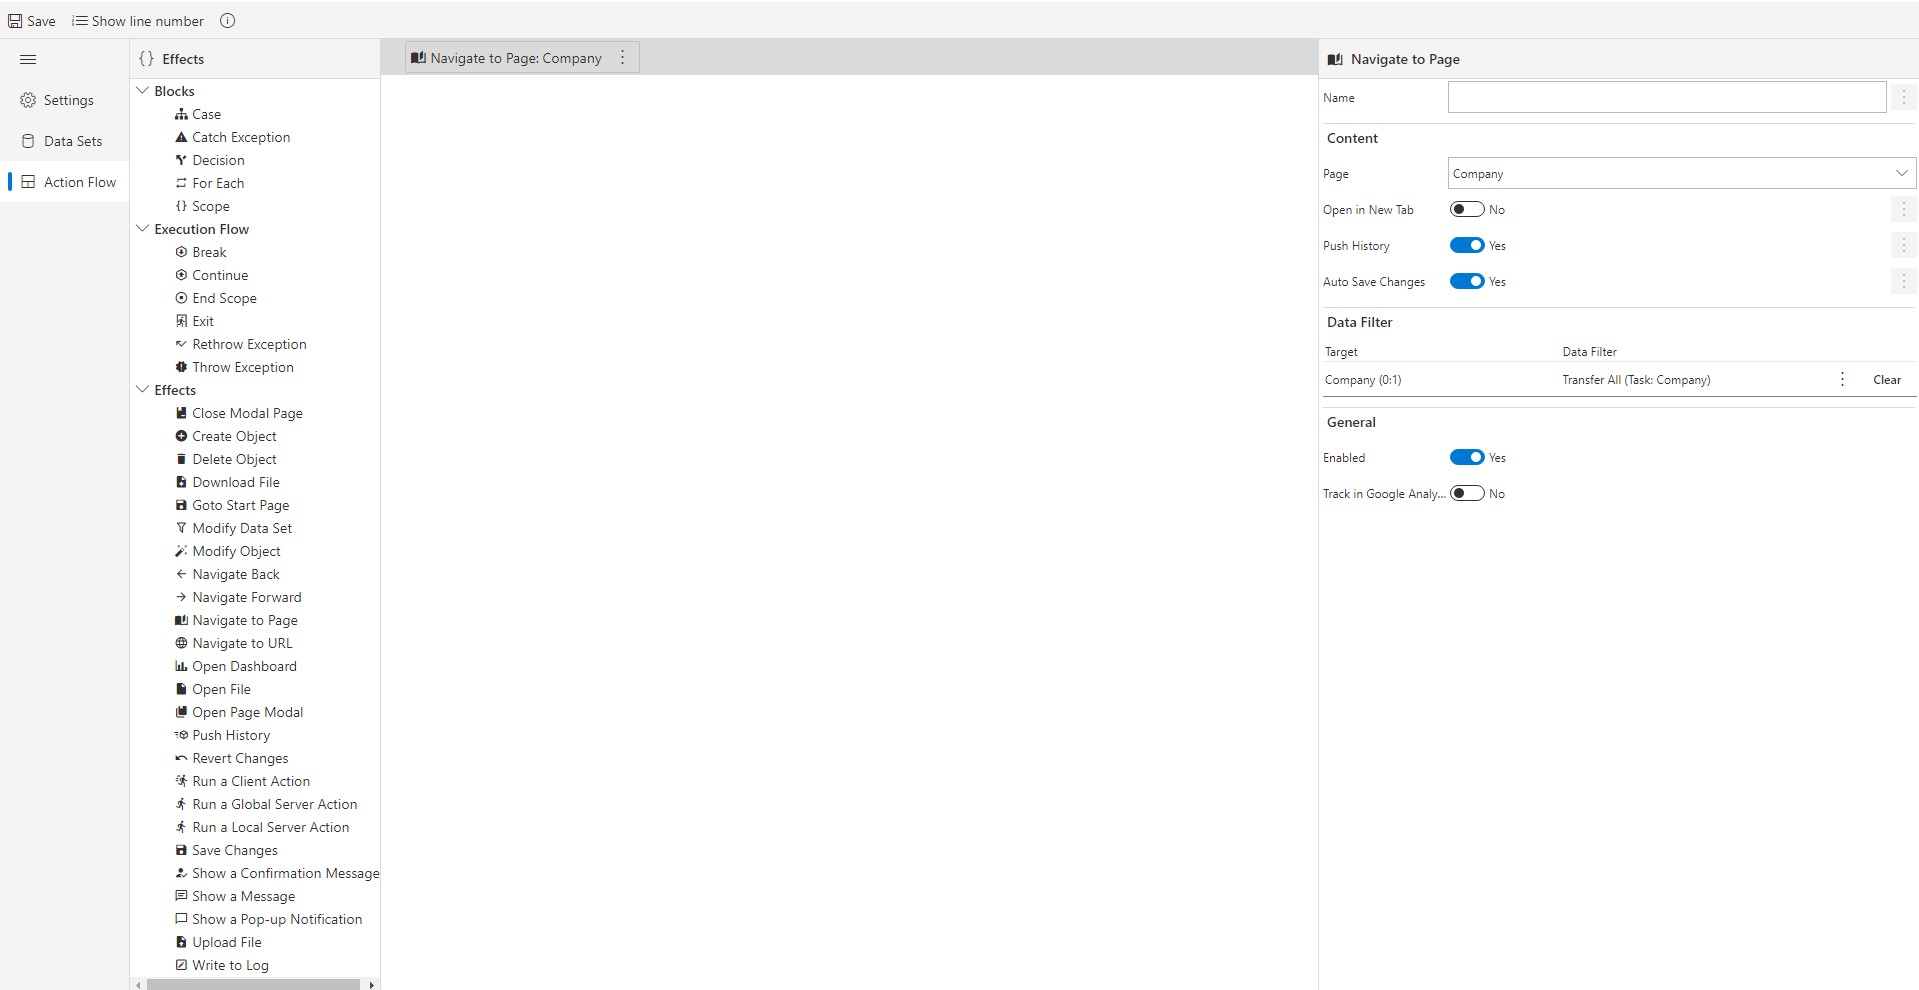 Save
Show line number
Settings
Data Sets
Action Flow
{} Effects
Blocks
Case
Catch Exception
Decision
For Each
{} Scope
Execution Flow
Break
Continue
End Scope
Exit
Rethrow Exception
Throw Exception
Effects
Close Modal Page
Create Object
Delete Object
Download File
Goto Start Page
Modify Data Set
Modify Object
Navigate Back
Navigate Forward
Navigate to Page
Navigate to URL
Open Dashboard
Open File
Open Page Modal
Push History
Revert Changes
Run a Client Action
Run a Global Server Action
Run a Local Server Action
Save Changes
Show a Confirmation Message
Show a Message
Show a Pop-up Notification
Upload File
Write to Log
Navigate to Page: Company
Navigate to Page
Name
Content
Page Company
Open in New Tab No
Push History Yes
Auto Save Changes Yes
Data Filter
Target Data Filter
Company (0:1) Transfer All (Task: Company) Clear
General
Enabled Yes
Track in Google Analy... No